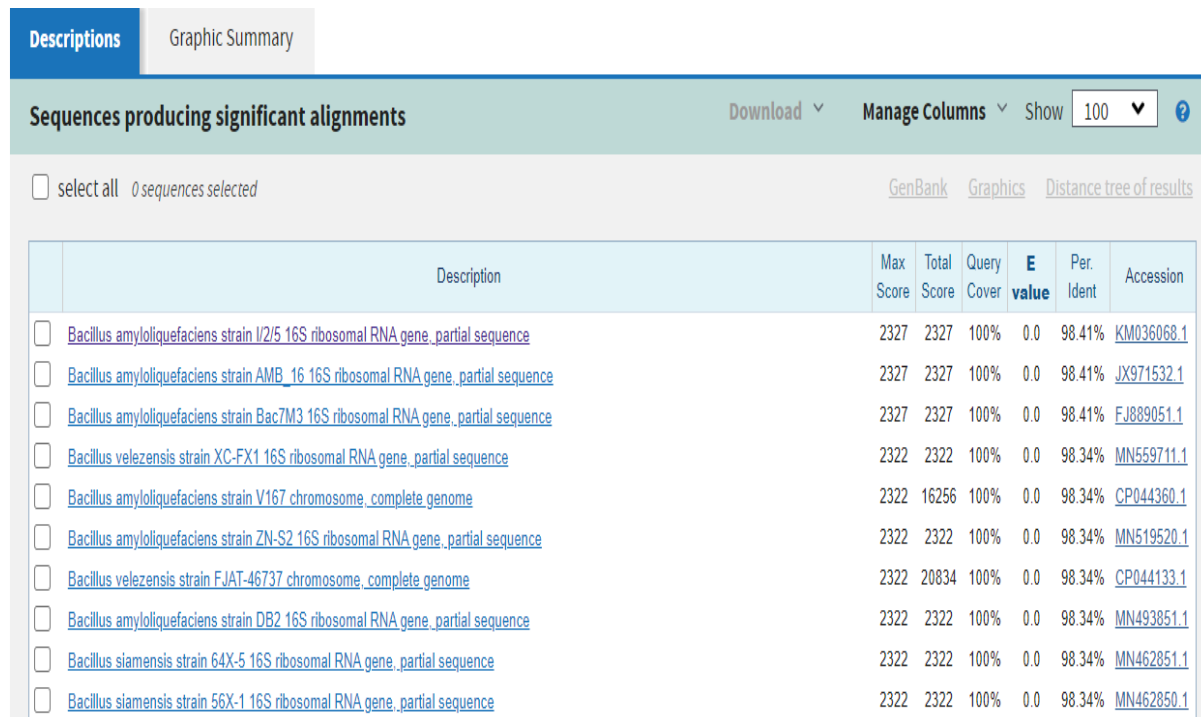 Descriptions Graphic Summary
Sequences producing significant alignments Download Manage Columns Show 100 ?
select all 0 sequences selected GenBank Graphics Distance tree of results
Description Max Score Total Score Query Cover E value Per. Ident Accession
Bacillus amyloliquefaciens strain I/2/5 16S ribosomal RNA gene, partial sequence 2327 2327 100% 0.0 98.41% KM036068.1
Bacillus amyloliquefaciens strain AMB_16 16S ribosomal RNA gene, partial sequence 2327 2327 100% 0.0 98.41% JX971532.1
Bacillus amyloliquefaciens strain Bac7M3 16S ribosomal RNA gene, partial sequence 2327 2327 100% 0.0 98.41% FJ889051.1
Bacillus velezensis strain XC-FX1 16S ribosomal RNA gene, partial sequence 2322 2322 100% 0.0 98.34% MN559711.1
Bacillus amyloliquefaciens strain V167 chromosome, complete genome 2322 16256 100% 0.0 98.34% CP044360.1
Bacillus amyloliquefaciens strain ZN-S2 16S ribosomal RNA gene, partial sequence 2322 2322 100% 0.0 98.34% MN519520.1
Bacillus velezensis strain FJAT-46737 chromosome, complete genome 2322 20834 100% 0.0 98.34% CP044133.1
Bacillus amyloliquefaciens strain DB2 16S ribosomal RNA gene, partial sequence 2322 2322 100% 0.0 98.34% MN493851.1
Bacillus siamensis strain 64X-5 16S ribosomal RNA gene, partial sequence 2322 2322 100% 0.0 98.34% MN462851.1
Bacillus siamensis strain 56X-1 16S ribosomal RNA gene, partial sequence 2322 2322 100% 0.0 98.34% MN462850.1